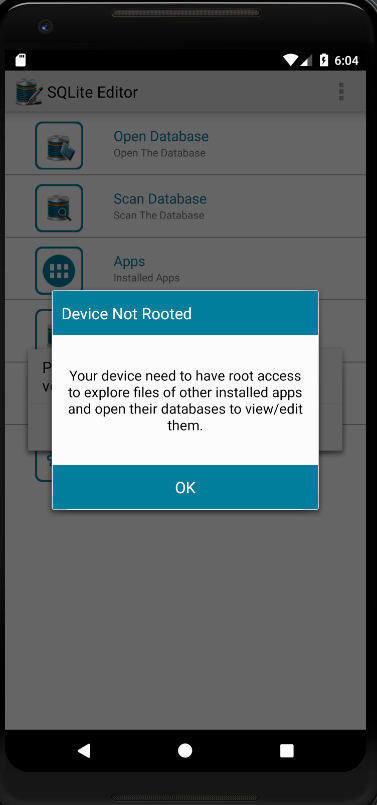 6:04
SQLite Editor
Open Database
Open The Database
Scan Database
Scan The Database
Apps
Installed Apps
Device Not Rooted
Your device need to have root access
to explore files of other installed apps
and open their databases to view/edit
them.
OK